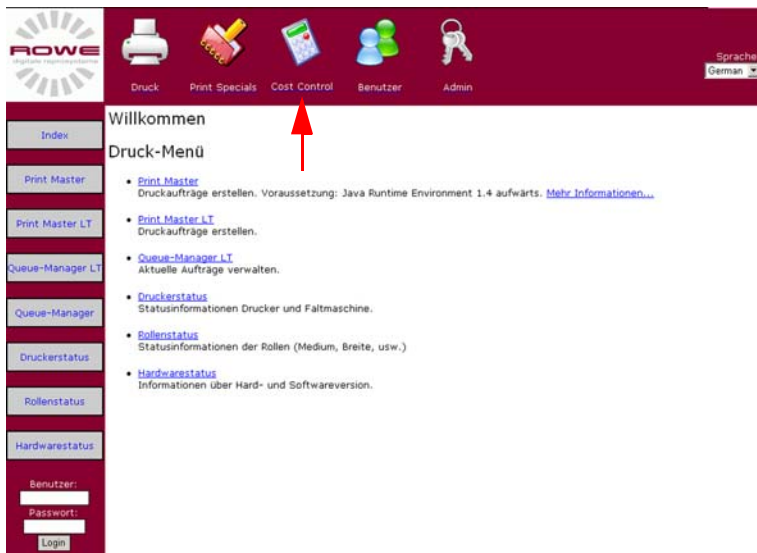 ROWE
digitale reprosysteme
Druck
Print Specials
Cost Control
Benutzer
Admin
Sprache
German
Index
Print Master
Print Master LT
Queue-Manager LT
Queue-Manager
Druckerstatus
Rollenstatus
Hardwarestatus
Benutzer:
Passwort:
Login
Willkommen
Druck-Menü
• Print Master
Druckaufträge erstellen. Voraussetzung: Java Runtime Environment 1.4 aufwärts. Mehr Informationen...
• Print Master LT
Druckaufträge erstellen.
• Queue-Manager LT
Aktuelle Aufträge verwalten.
• Druckerstatus
Statusinformationen Drucker und Faltmaschine.
• Rollenstatus
Statusinformationen der Rollen (Medium, Breite, usw.)
• Hardwarestatus
Informationen über Hard- und Softwareversion.